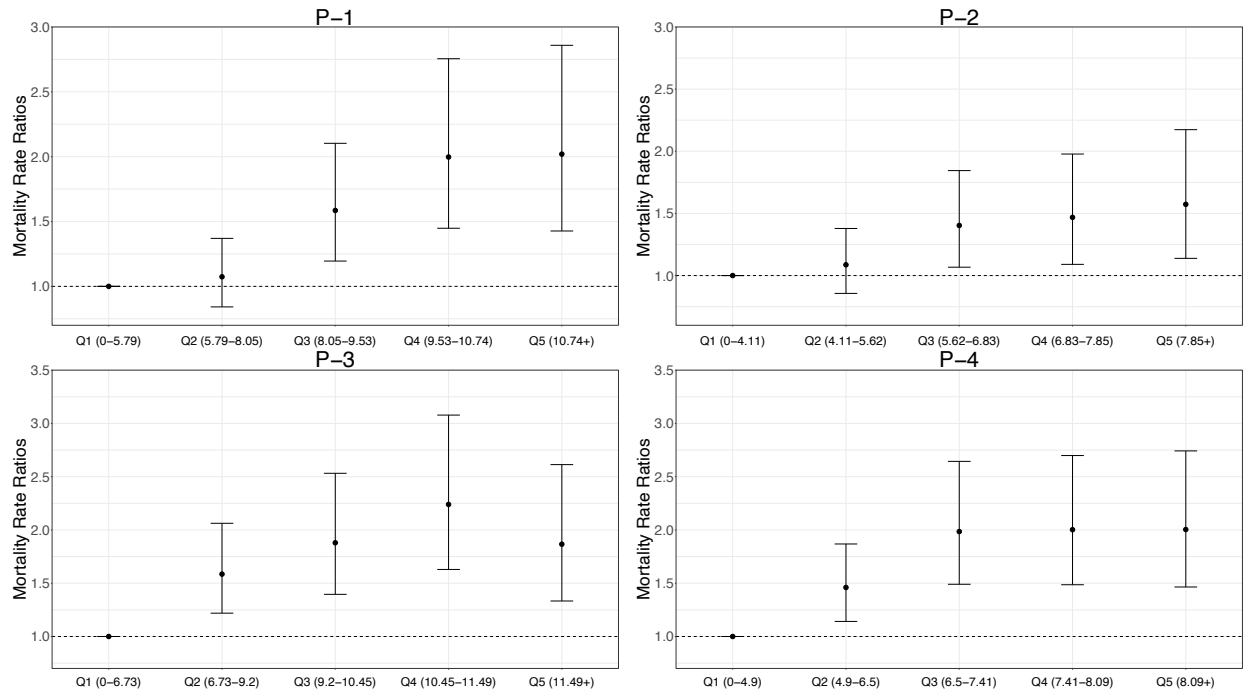 P−1
Mortality Rate Ratios
3.0
2.5
2.0
1.5
1.0
Q1 (0−5.79) Q2 (5.79−8.05) Q3 (8.05−9.53) Q4 (9.53−10.74) Q5 (10.74+)
P−2
Mortality Rate Ratios
3.0
2.5
2.0
1.5
1.0
Q1 (0−4.11) Q2 (4.11−5.62) Q3 (5.62−6.83) Q4 (6.83−7.85) Q5 (7.85+)
P−3
Mortality Rate Ratios
3.5
3.0
2.5
2.0
1.5
1.0
Q1 (0−6.73) Q2 (6.73−9.2) Q3 (9.2−10.45) Q4 (10.45−11.49) Q5 (11.49+)
P−4
Mortality Rate Ratios
3.5
3.0
2.5
2.0
1.5
1.0
Q1 (0−4.9) Q2 (4.9−6.5) Q3 (6.5−7.41) Q4 (7.41−8.09) Q5 (8.09+)